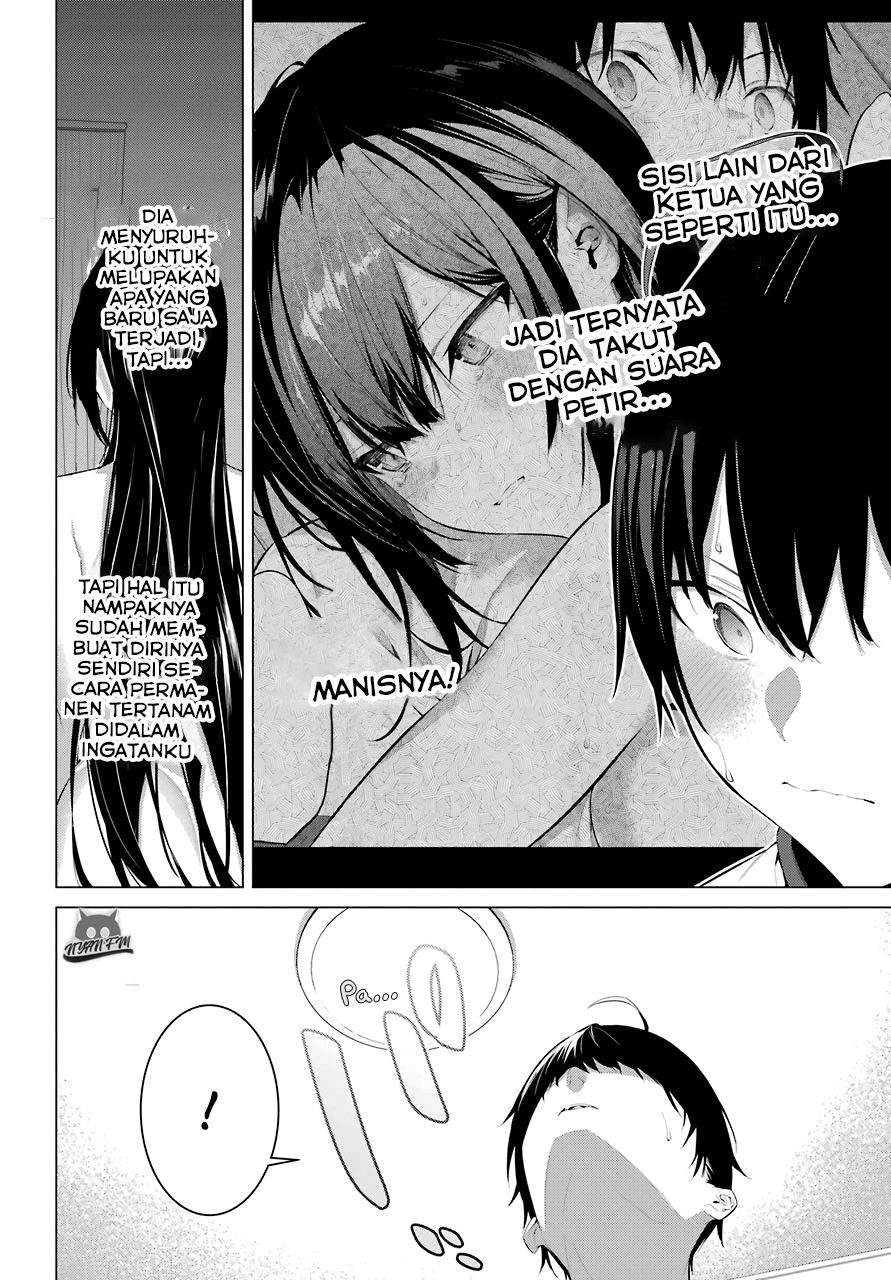 SISI LAIN DARI
KETUA YANG
SEPERTI ITU...
JADI TERNYATA
DIA TAKUT
DENGAN SUARA
PETIR...
MANISNYA!
DIA
MENYURUH-
KU UNTUK
MELUPAKAN
APA YANG
BARU SAJA
TERJADI,
TAPI...
TAPI HAL ITU
NAMPAKNYA
SUDAH MEM-
BUAT DIRINYA
SENDIRI SE-
CARA PERMA-
NEN TERTANAM
DIDALAM
INGATANKU
NYAN FM
Pa...
!